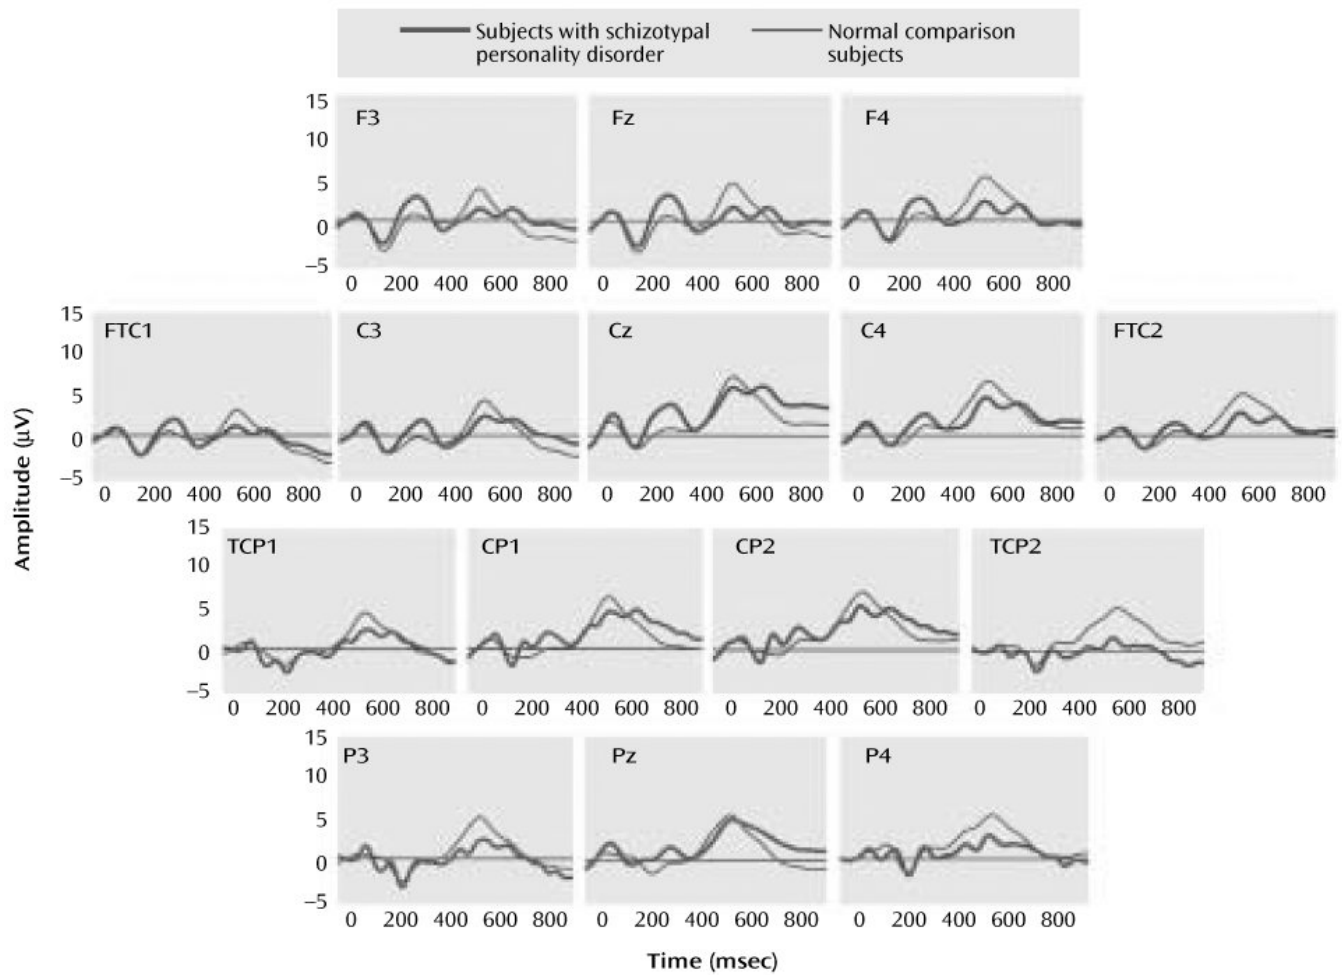 Subjects with schizotypal personality disorder
Normal comparison subjects
Amplitude (μV)
15
10
5
0
−5
F3
Fz
F4
0 200 400 600 800
0 200 400 600 800
0 200 400 600 800
15
10
5
0
−5
FTC1
C3
Cz
C4
FTC2
0 200 400 600 800
0 200 400 600 800
0 200 400 600 800
0 200 400 600 800
0 200 400 600 800
15
10
5
0
−5
TCP1
CP1
CP2
TCP2
0 200 400 600 800
0 200 400 600 800
0 200 400 600 800
0 200 400 600 800
15
10
5
0
−5
P3
Pz
P4
0 200 400 600 800
0 200 400 600 800
0 200 400 600 800
Time (msec)